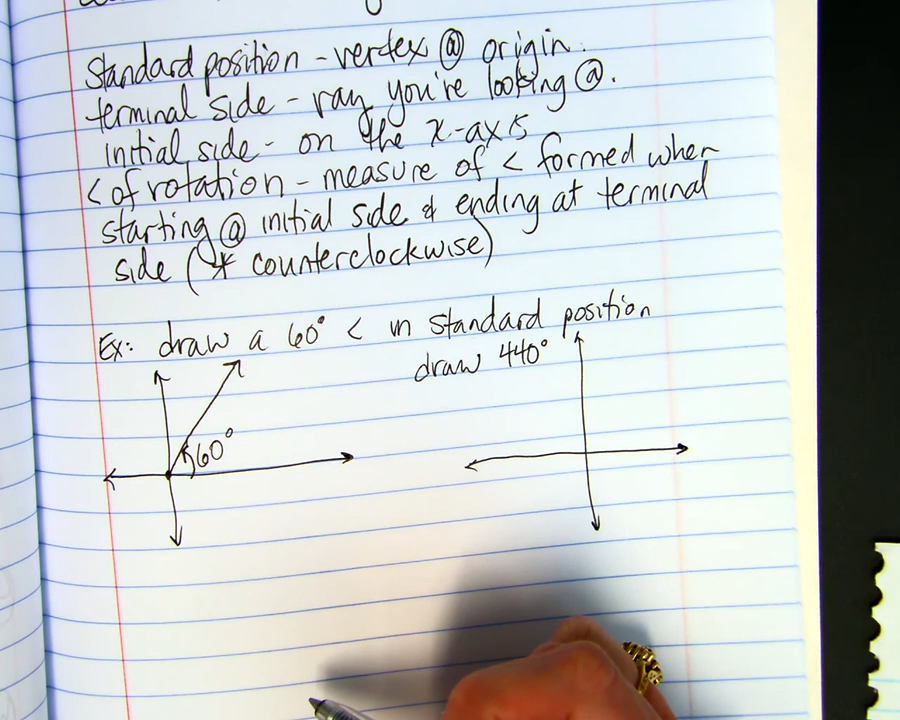 Standard position - vertex @ origin.
terminal side - ray you're looking @.
initial side - on the x-axis
< of rotation - measure of < formed when
starting @ initial side & ending at terminal
side (* counterclockwise)
Ex: draw a 60° < in standard position
draw 440°
60°